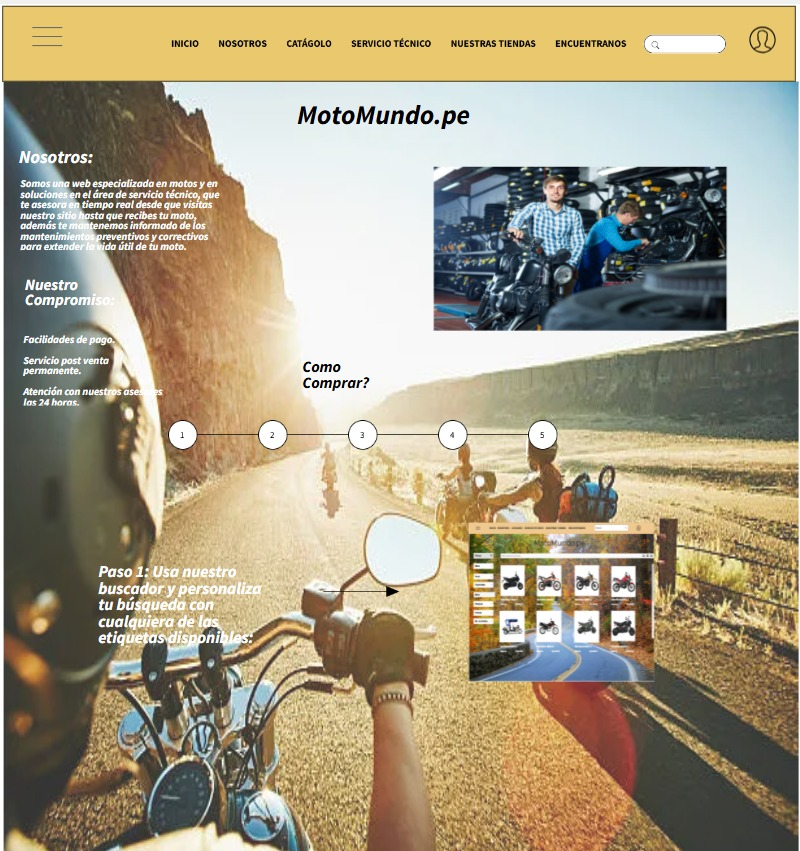 INICIO NOSOTROS CATÁGOLO SERVICIO TÉCNICO NUESTRAS TIENDAS ENCUENTRANOS
MotoMundo.pe
Nosotros:
Somos una web especializada en motos y en
soluciones en el área de servicio técnico, que
te asesora en tiempo real desde que visitas
nuestro sitio hasta que recibes tu moto,
además te mantenemos informado de los
mantenimientos preventivos y correctivos
para extender la vida útil de tu moto.
Nuestro
Compromiso:
Facilidades de pago.
Servicio post venta
permanente.
Atención con nuestros asesores
las 24 horas.
Como
Comprar?
1 2 3 4 5
Paso 1: Usa nuestro
buscador y personaliza
tu búsqueda con
cualquiera de las
etiquetas disponibles:
MotoMundo.pe